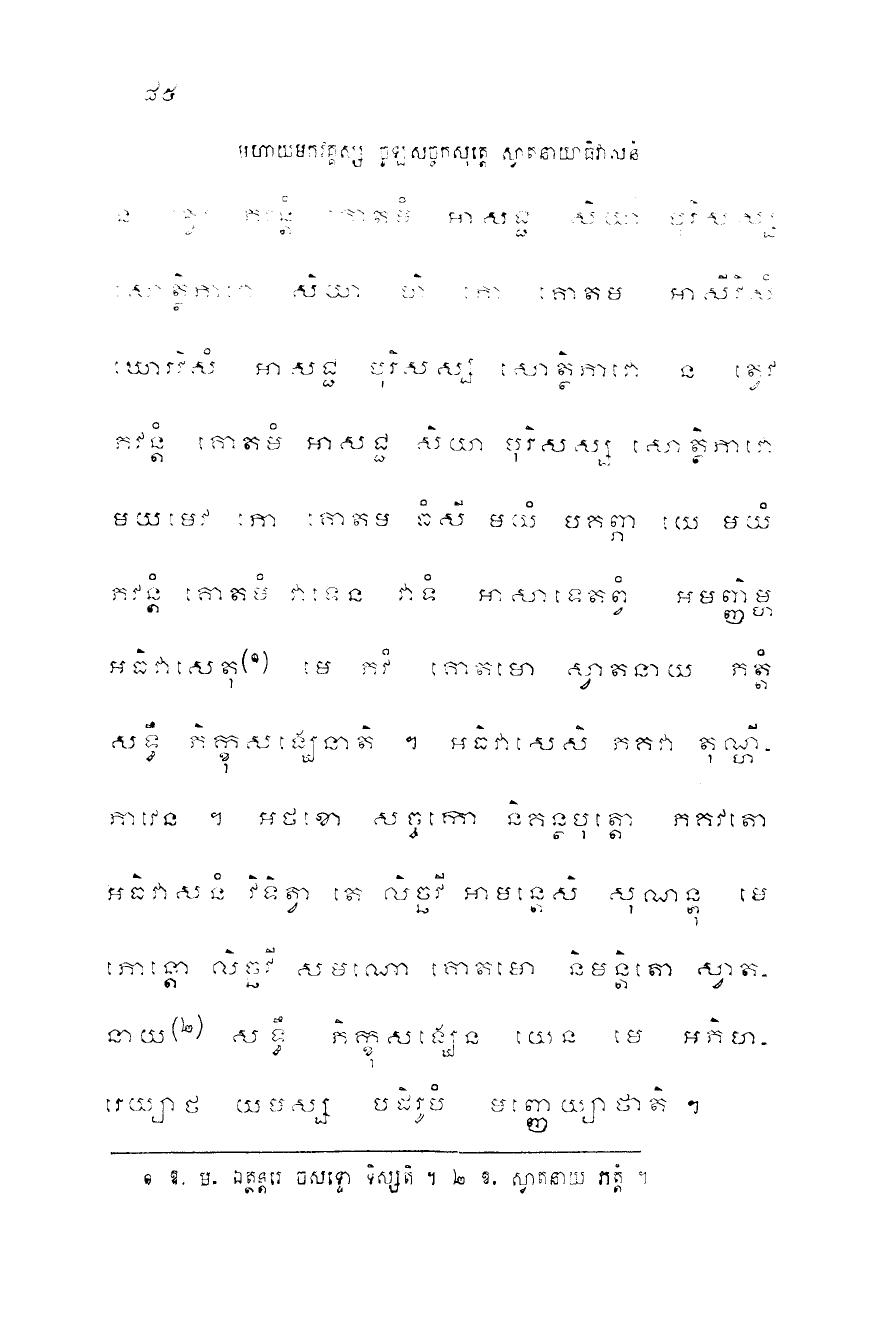 ៨៥
មហាយមកវគ្គស្ស ចូឡសច្ចកសុត្តេ ស្វាតនាយាធិវាសនំ
ន ត្វេវ ភវន្តំ គោតមំ អាសជ្ជ សិយា បុរិសស្ស
សោត្ថិភាវោ សិយា ហិ ភោ គោតម អាសីវិសំ
ឃោរវិសំ អាសជ្ជ បុរិសស្ស សោត្ថិភាវោ ន ត្វេវ
ភវន្តំ គោតមំ អាសជ្ជ សិយា បុរិសស្ស សោត្ថិភាវោ
មយមេវ ភោ គោតម ធំសី មយំ បគព្ភា យេ មយំ
ភវន្តំ គោតមំ វាទេន វាទំ អាសាទេតព្វំ អមញ្ញិម្ហ
អធិវាសេតុ(១) មេ ភវំ គោតមោ ស្វាតនាយ ភត្តំ
សទ្ធឹ ភិក្ខុសង្ឃេនាតិ ។ អធិវាសេសិ ភគវា តុណ្ហី-
ភាវេន ។ អថខោ សច្ចកោ និគន្ថបុត្តោ ភគវតោ
អធិវាសនំ វិទិត្វា តេ លិច្ឆវី អាមន្តេសិ សុណន្តុ មេ
ភោន្តោ លិច្ឆវី សមណោ គោតមោ និមន្តិតោ ស្វាត-
នាយ(២) សទ្ធឹ ភិក្ខុសង្ឃេន យេន មេ អភិហា-
រេយ្យាថ យមស្ស បដិរូបំ មញ្ញេយ្យាថាតិ ។
១ ឱ. ម. ឯត្ថន្តរេ ចសទ្ទោ ទិស្សតិ ។ ២ ឱ. ស្វាតនាយ ភត្តំ ។